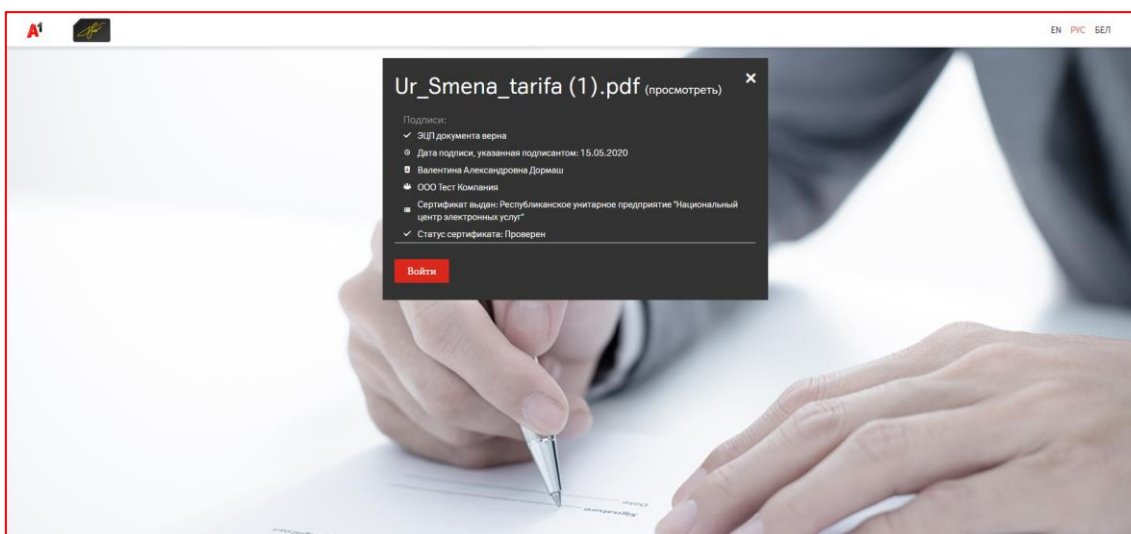 A1
EN РУС БЕЛ
Ur_Smena_tarifa (1).pdf (просмотреть)
Подписи:
ЭЦП документа верна
Дата подписи, указанная подписантом: 15.05.2020
Валентина Александровна Дормаш
ООО Тест Компания
Сертификат выдан: Республиканское унитарное предприятие "Национальный
центр электронных услуг"
Статус сертификата: Проверен
Войти
Date
Signature